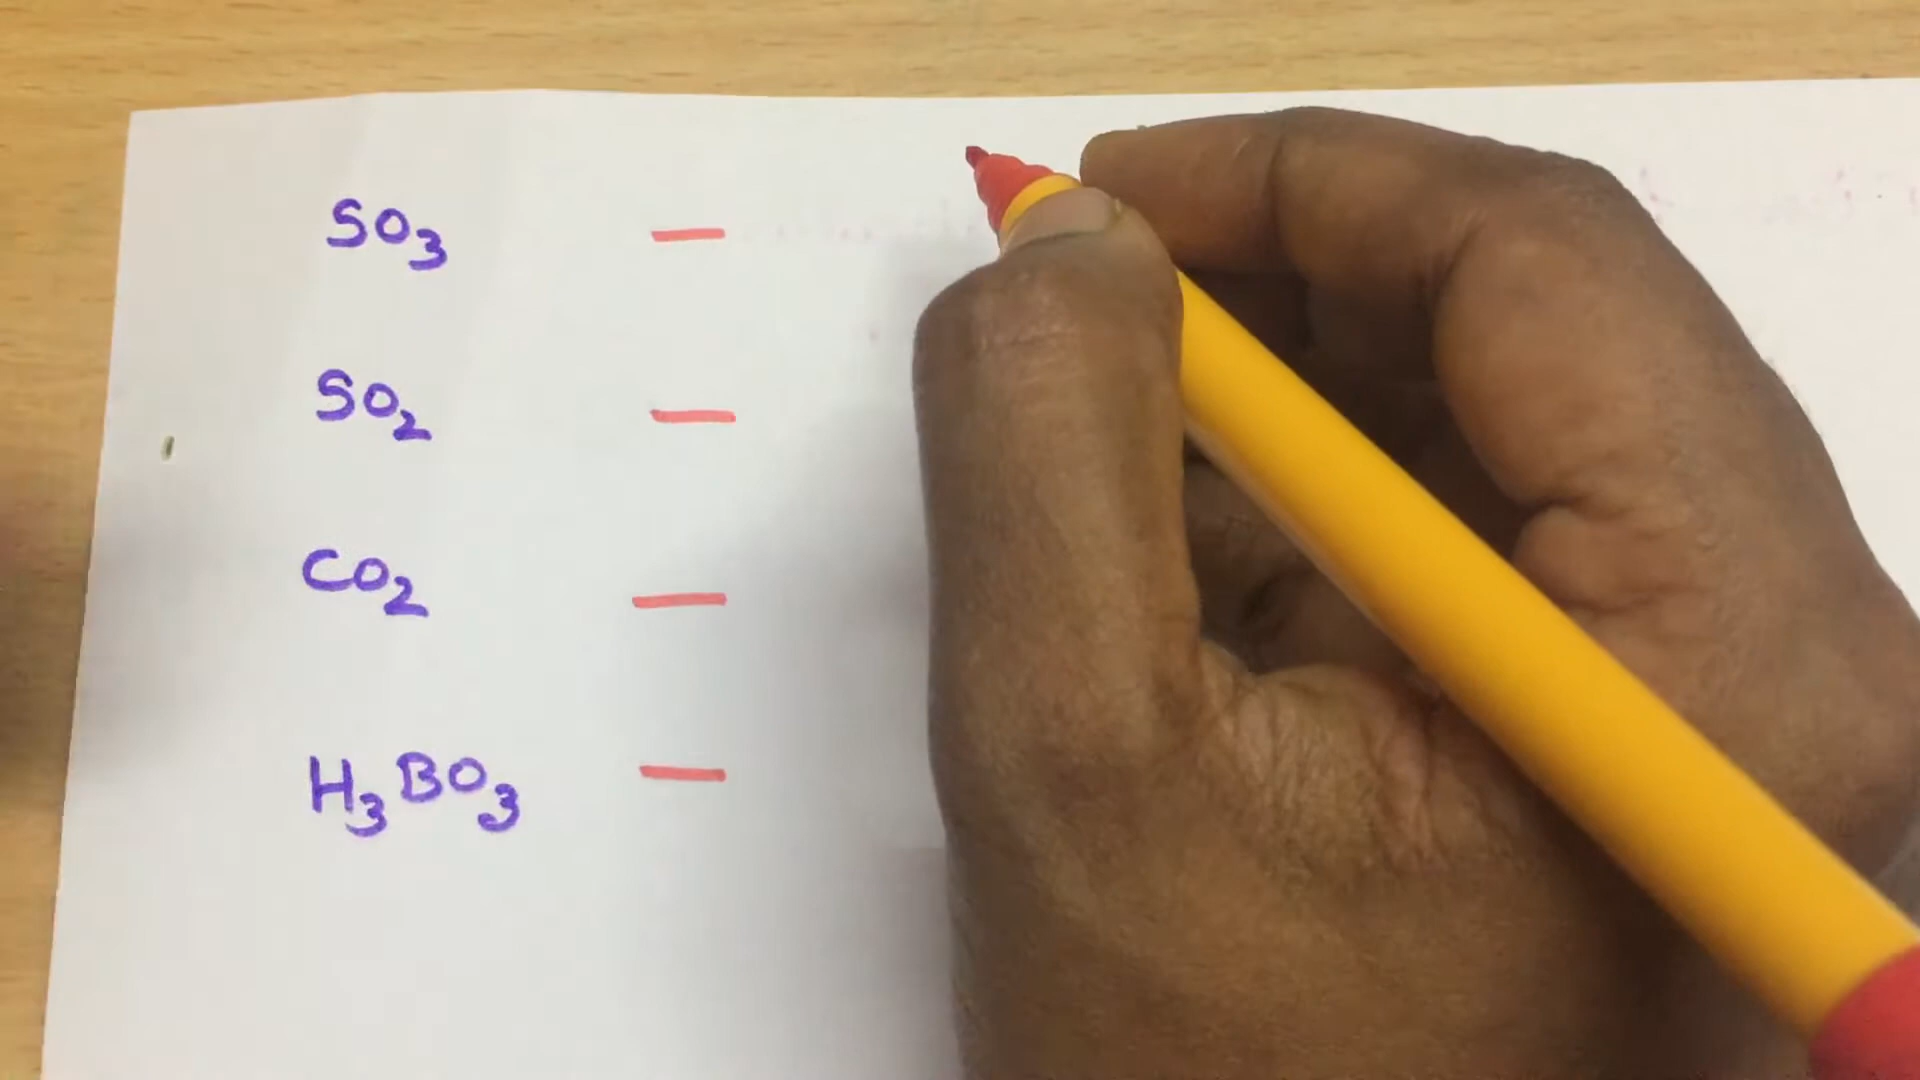 SO₃ —
SO₂ —
CO₂ —
H₃BO₃ —